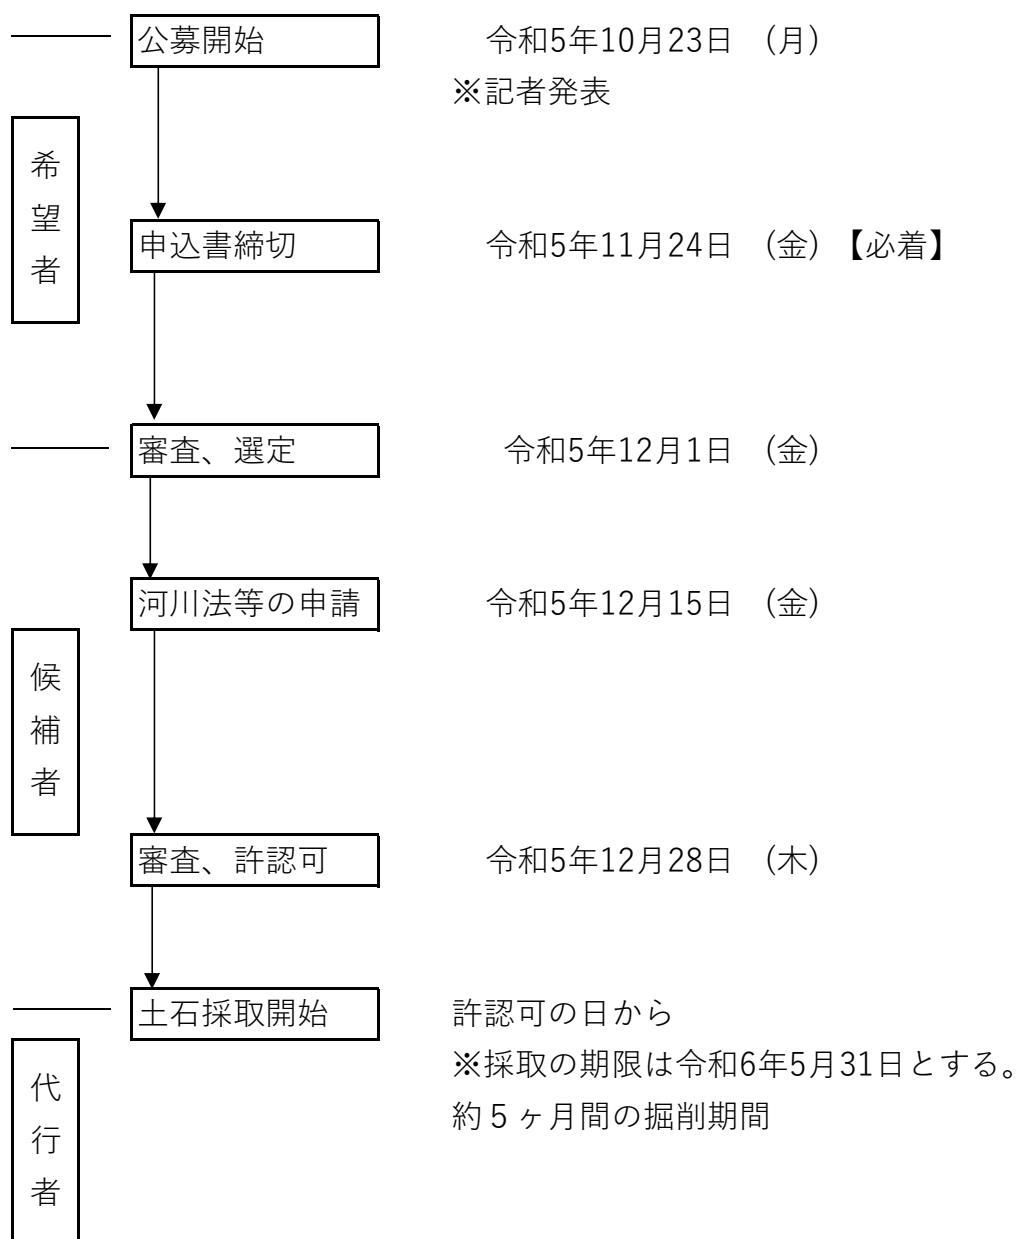 公募開始 令和5年10月23日 (月)
※記者発表
希望者
申込書締切 令和5年11月24日 (金) 【必着】
審査、選定 令和5年12月1日 (金)
河川法等の申請 令和5年12月15日 (金)
候補者
審査、許認可 令和5年12月28日 (木)
土石採取開始 許認可の日から
※採取の期限は令和6年5月31日とする。
約5ヶ月間の掘削期間
代行者